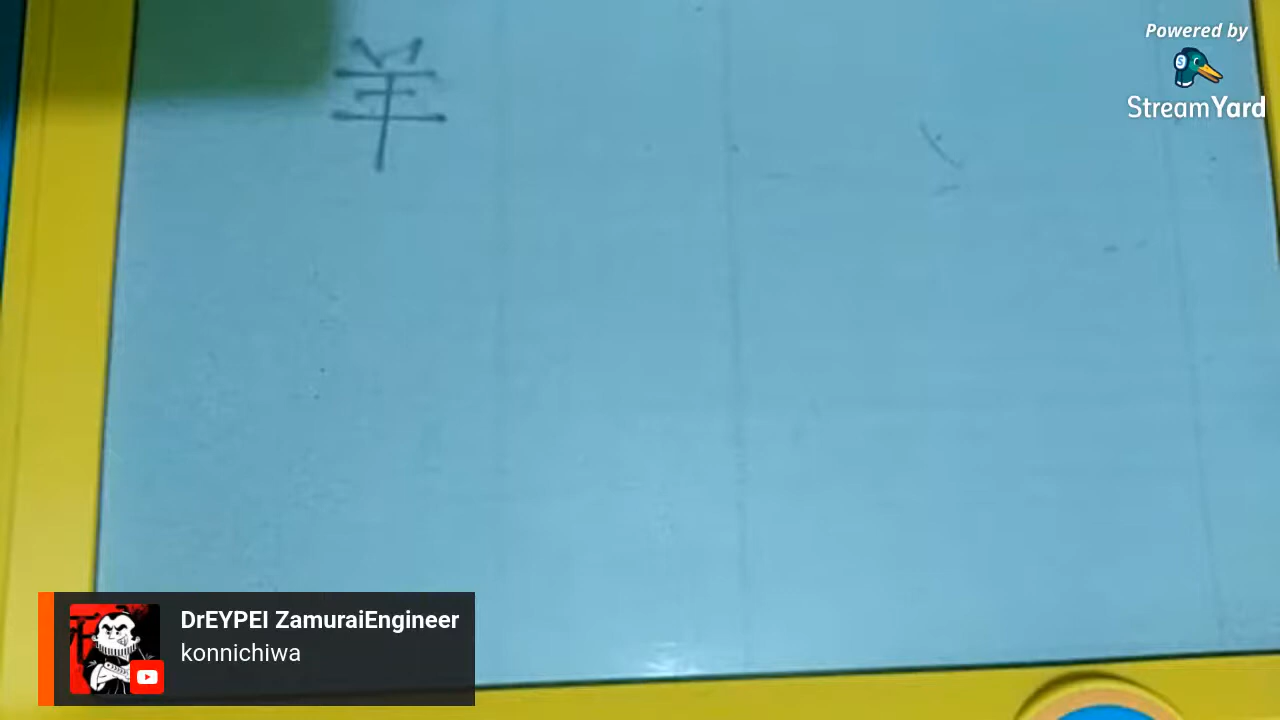 Powered by
StreamYard
羊
DrEYPEI ZamuraiEngineer
konnichiwa